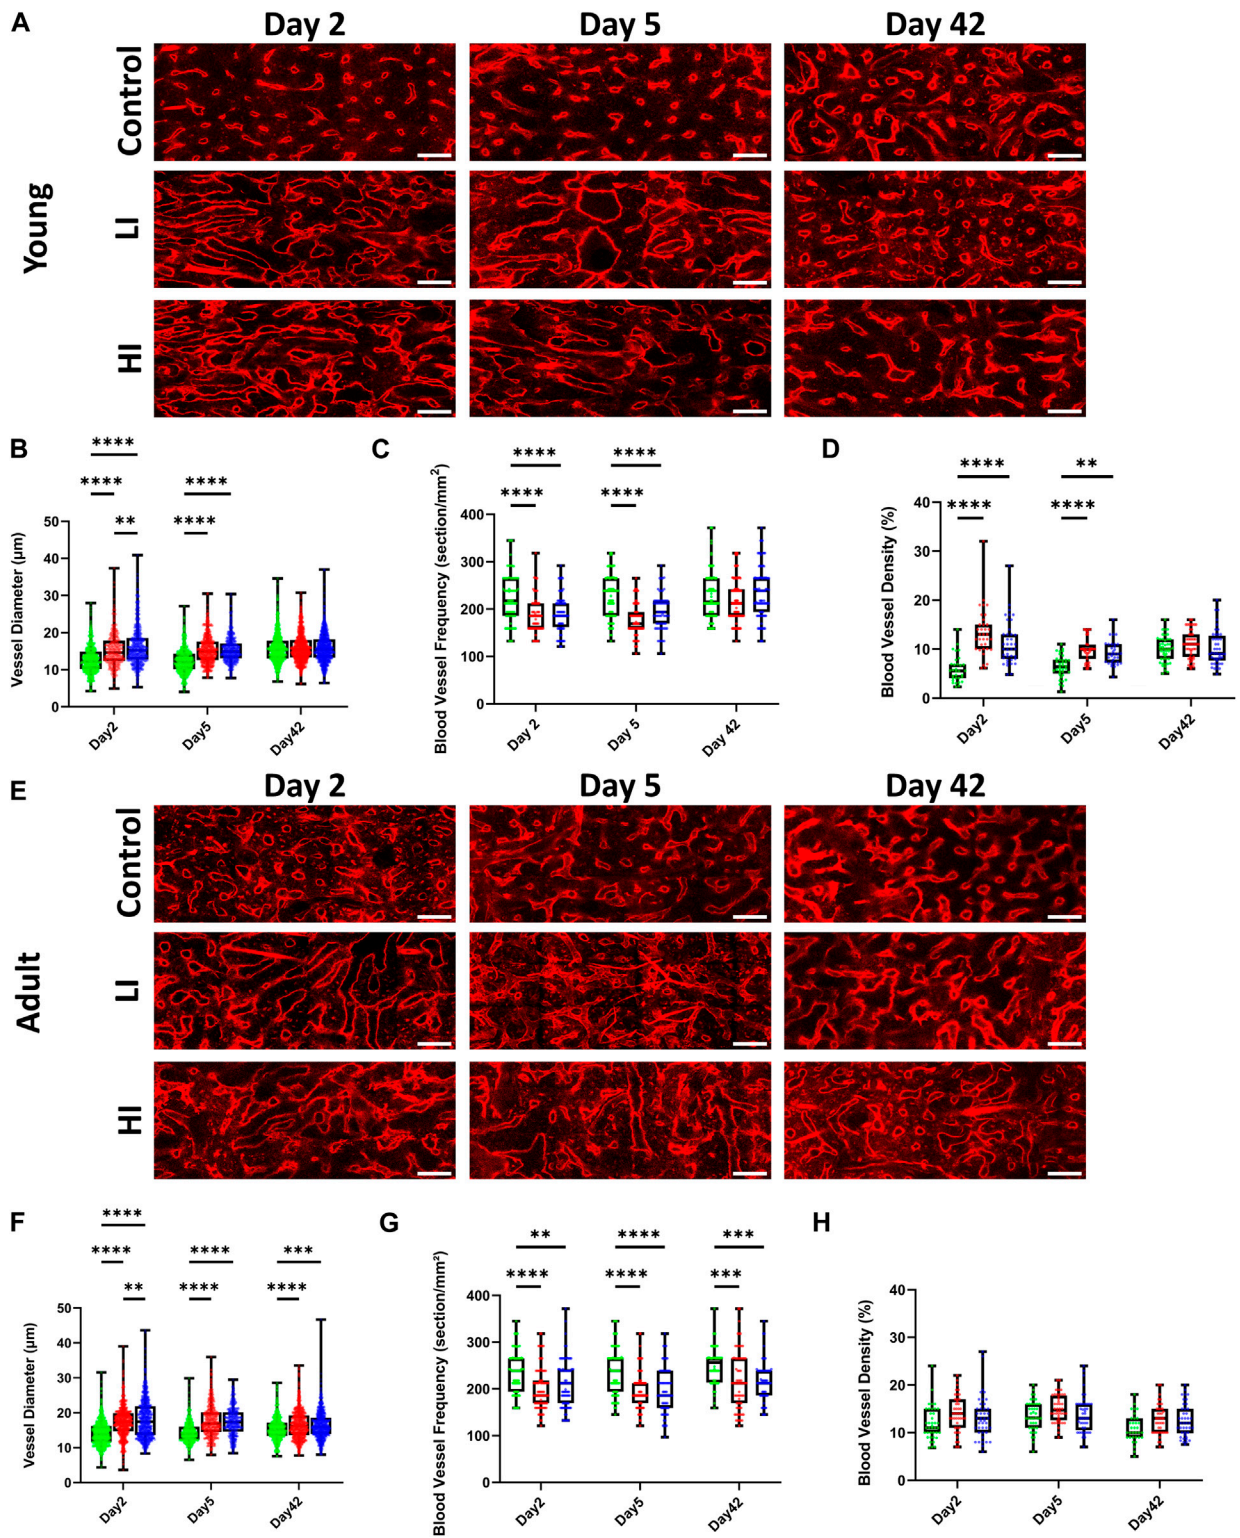 A
Day 2 Day 5 Day 42
Young
Control
LI
HI
B
**** 
**** 
**
**** 
**** 
Vessel Diameter (μm)
50
40
30
20
10
0
Day2 Day5 Day42
C
**** 
**** 
**** 
**** 
Blood Vessel Frequency (section/mm²)
400
300
200
100
0
Day 2 Day 5 Day 42
D
**** 
**** 
**
**** 
Blood Vessel Density (%)
40
30
20
10
0
Day2 Day5 Day42
E
Day 2 Day 5 Day 42
Adult
Control
LI
HI
F
**** 
**** 
**
**** 
**** 
***
**** 
Vessel Diameter (μm)
50
40
30
20
10
0
Day2 Day5 Day42
G
**
**** 
**** 
**** 
***
***
Blood Vessel Frequency (section/mm²)
400
300
200
100
0
Day2 Day5 Day42
H
Blood Vessel Density (%)
40
30
20
10
0
Day2 Day5 Day42